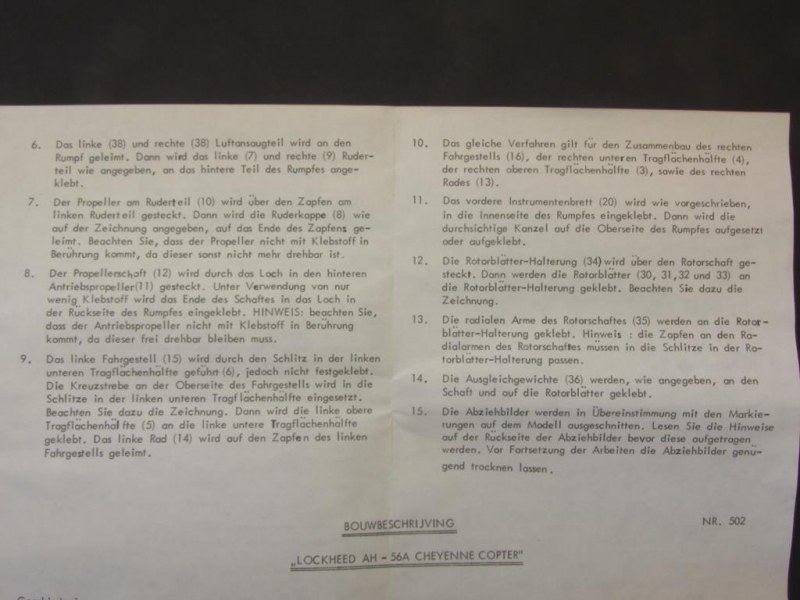 6. Das linke (38) und rechte (38) Luftansaugteil wird an den
Rumpf geleimt. Dann wird das linke (7) und rechte (9) Ruder-
teil wie angegeben, an das hintere Teil des Rumpfes ange-
klebt.
7. Der Propeller am Ruderteil (10) wird über den Zapfen am
linken Ruderteil gesteckt. Dann wird die Ruderkappe (8) wie
auf der Zeichnung angegeben, auf das Ende des Zapfens ge-
leimt. Beachten Sie, dass der Propeller nicht mit Klebstoff in
Berührung kommt, da dieser sonst nicht mehr drehbar ist.
8. Der Propellerschaft (12) wird durch das Loch in den hinteren
Antriebspropeller(11) gesteckt. Unter Verwendung von nur
wenig Klebstoff wird das Ende des Schaftes in das Loch in
der Rückseite des Rumpfes eingeklebt. HINWEIS: beachten Sie,
dass der Antriebspropeller nicht mit Klebstoff in Berührung
kommt, da dieser frei drehbar bleiben muss.
9. Das linke Fahrgestell (15) wird durch den Schlitz in der linken
unteren Tragflächenhälfte geführt (6), jedoch nicht festgeklebt.
Die Kreuzstrebe an der Oberseite des Fahrgestells wird in die
Schlitze in der linken unteren Tragflächenhälfte eingesetzt.
Beachten Sie dazu die Zeichnung. Dann wird die linke obere
Tragflächenhälfte (5) an die linke untere Tragflächenhälfte
geklebt. Das linke Rad (14) wird auf den Zapfen des linken
Fahrgestells geleimt.
10. Das gleiche Verfahren gilt für den Zusammenbau des rechten
Fahrgestells (16), der rechten unteren Tragflächenhälfte (4),
der rechten oberen Tragflächenhälfte (3), sowie des rechten
Rades (13).
11. Das vordere Instrumentenbrett (20) wird wie vorgeschrieben,
in die Innenseite des Rumpfes eingeklebt. Dann wird die
durchsichtige Kanzel auf die Oberseite des Rumpfes aufgesetzt
oder aufgeklebt.
12. Die Rotorblätter-Halterung (34) wird über den Rotorschaft ge-
steckt. Dann werden die Rotorblätter (30, 31,32 und 33) an
die Rotorblätter-Halterung geklebt. Beachten Sie dazu die
Zeichnung.
13. Die radialen Arme des Rotorschaftes (35) werden an die Rotor-
blätter-Halterung geklebt. Hinweis : die Zapfen an den Ra-
dialarmen des Rotorschaftes müssen in die Schlitze in der Ro-
torblätter-Halterung passen.
14. Die Ausgleichgewichte (36) werden, wie angegeben, an den
Schaft und auf die Rotorblätter geklebt.
15. Die Abziehbilder werden in Übereinstimmung mit den Markie-
rungen auf dem Modell ausgeschnitten. Lesen Sie die Hinweise
auf der Rückseite der Abziehbilder bevor diese aufgetragen
werden. Vor Fortsetzung der Arbeiten die Abziehbilder genü-
gend trocknen lassen.
BOUWBESCHRIJVING
NR. 502
„LOCKHEED AH - 56A CHEYENNE COPTER"